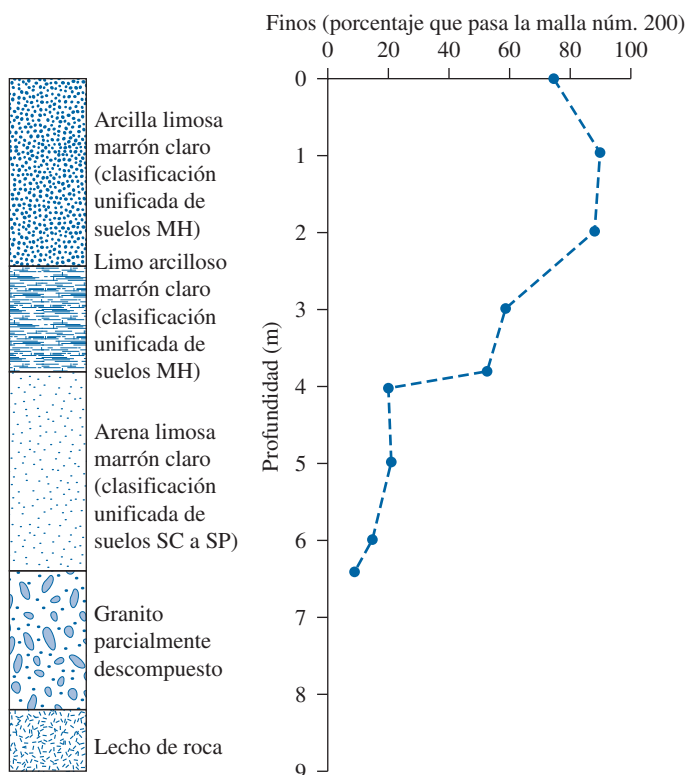 Finos (porcentaje que pasa la malla núm. 200)
0 20 40 60 80 100
Arcilla limosa
marrón claro
(clasificación
unificada de
suelos MH)
Limo arcilloso
marrón claro
(clasificación
unificada de
suelos MH)
Arena limosa
marrón claro
(clasificación
unificada de
suelos SC a SP)
Granito
parcialmente
descompuesto
Lecho de roca
Profundidad (m)
0
1
2
3
4
5
6
7
8
9